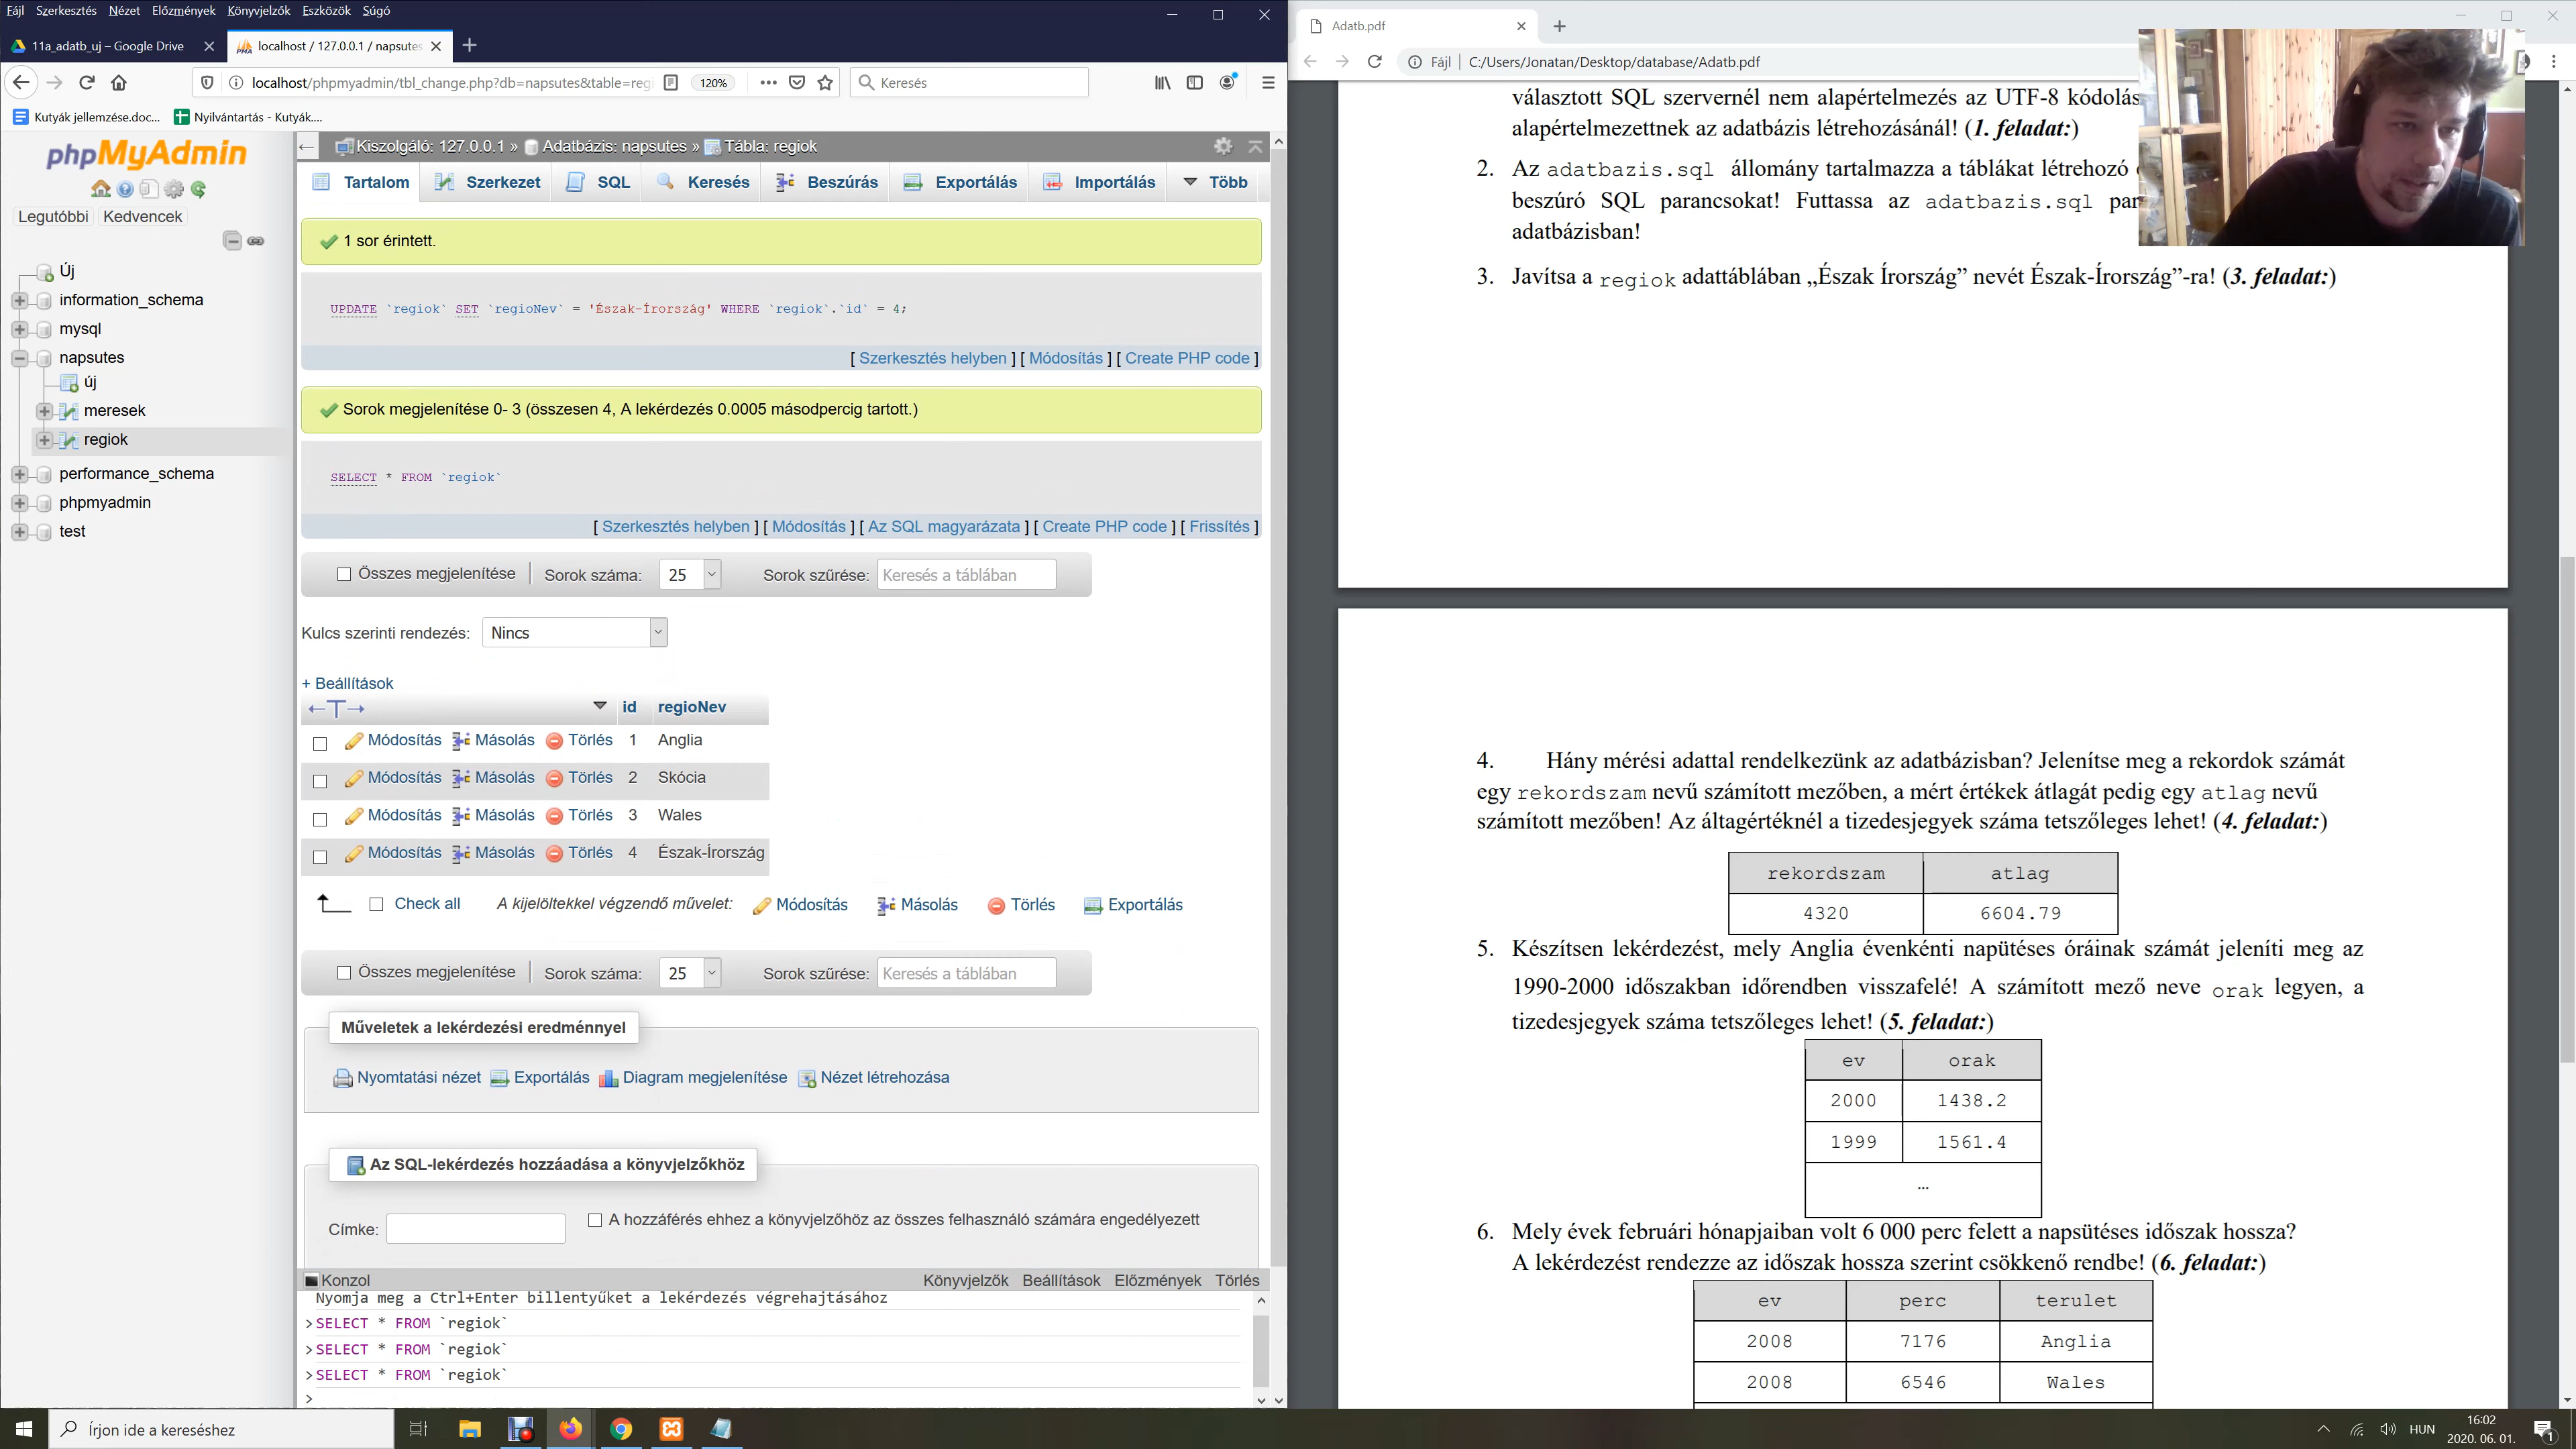 Fájl Szerkesztés Nézet Előzmények Könyvjelzők Eszközök Súgó
11a_adatb_uj – Google Drive
localhost / 127.0.0.1 / napsutes
localhost/phpmyadmin/tbl_change.php?db=napsutes&table=regi
120%
Keresés
Kutyák jellemzése.doc...
Nyilvántartás - Kutyák....
phpMyAdmin
Legutóbbi Kedvencek
Új
information_schema
mysql
napsutes
új
meresek
regiok
performance_schema
phpmyadmin
test
Kiszolgáló: 127.0.0.1 » Adatbázis: napsutes » Tábla: regiok
Tartalom Szerkezet SQL Keresés Beszúrás Exportálás Importálás Több
1 sor érintett.
UPDATE `regiok` SET `regioNev` = 'Észak-Írország' WHERE `regiok`.`id` = 4;
[ Szerkesztés helyben ] [ Módosítás ] [ Create PHP code ]
Sorok megjelenítése 0- 3 (összesen 4, A lekérdezés 0.0005 másodpercig tartott.)
SELECT * FROM `regiok`
[ Szerkesztés helyben ] [ Módosítás ] [ Az SQL magyarázata ] [ Create PHP code ] [ Frissítés ]
Összes megjelenítése Sorok száma: 25 Sorok szűrése: Keresés a táblában
Kulcs szerinti rendezés: Nincs
+ Beállítások
←T→ id regioNev
Módosítás Másolás Törlés 1 Anglia
Módosítás Másolás Törlés 2 Skócia
Módosítás Másolás Törlés 3 Wales
Módosítás Másolás Törlés 4 Észak-Írország
Check all A kijelöltekkel végzendő művelet: Módosítás Másolás Törlés Exportálás
Összes megjelenítése Sorok száma: 25 Sorok szűrése: Keresés a táblában
Műveletek a lekérdezési eredménnyel
Nyomtatási nézet Exportálás Diagram megjelenítése Nézet létrehozása
Az SQL-lekérdezés hozzáadása a könyvjelzőkhöz
Címke: A hozzáférés ehhez a könyvjelzőhöz az összes felhasználó számára engedélyezett
Konzol Könyvjelzők Beállítások Előzmények Törlés
Nyomja meg a Ctrl+Enter billentyűket a lekérdezés végrehajtásához
>SELECT * FROM `regiok`
>SELECT * FROM `regiok`
>SELECT * FROM `regiok`
>
Adatb.pdf
Fájl | C:/Users/Jonatan/Desktop/database/Adatb.pdf
választott SQL szervernél nem alapértelmezés az UTF-8 kódolás
alapértelmezettnek az adatbázis létrehozásánál! (1. feladat:)
2. Az adatbazis.sql állomány tartalmazza a táblákat létrehozó
beszúró SQL parancsokat! Futtassa az adatbazis.sql par
adatbázisban!
3. Javítsa a regiok adattáblában „Észak Írország” nevét Észak-Írország”-ra! (3. feladat:)
4. Hány mérési adattal rendelkezünk az adatbázisban? Jelenítse meg a rekordok számát
egy rekordszam nevű számított mezőben, a mért értékek átlagát pedig egy atlag nevű
számított mezőben! Az áltagértéknél a tizedesjegyek száma tetszőleges lehet! (4. feladat:)
rekordszam atlag
4320 6604.79
5. Készítsen lekérdezést, mely Anglia évenkénti napütéses óráinak számát jeleníti meg az
1990-2000 időszakban időrendben visszafelé! A számított mező neve orak legyen, a
tizedesjegyek száma tetszőleges lehet! (5. feladat:)
ev orak
2000 1438.2
1999 1561.4
...
6. Mely évek februári hónapjaiban volt 6 000 perc felett a napsütéses időszak hossza?
A lekérdezést rendezze az időszak hossza szerint csökkenő rendbe! (6. feladat:)
ev perc terulet
2008 7176 Anglia
2008 6546 Wales
Írjon ide a kereséshez
HUN
16:02
2020. 06. 01.
1